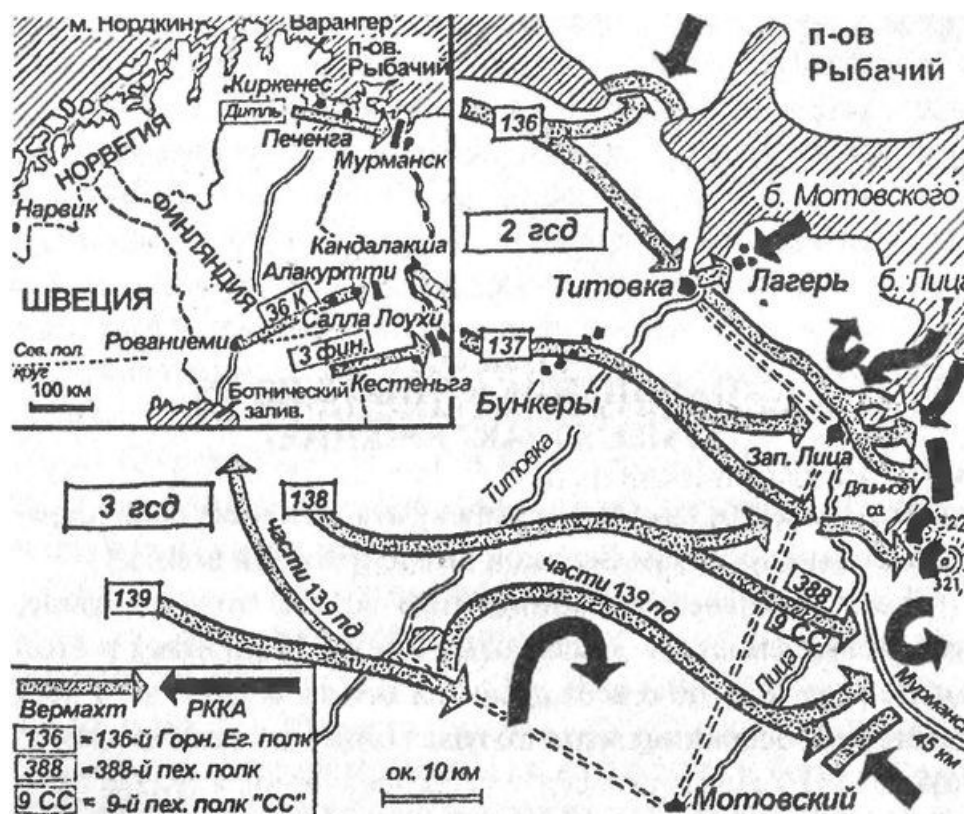 м. Нордкин
Варангер
п-ов.
Рыбачий
Киркенес
Дитль
Печенга
Мурманск
НОРВЕГИЯ
Нарвик
ФИНЛЯНДИЯ
Кандалакша
Алакуртти
ШВЕЦИЯ
36 К
Салла Лоухи
Рованиеми
3 фин.
Сев. пол.
круг
Кестеньга
100 км
Ботнический
залив.
п-ов
Рыбачий
136
б. Мотовского
2 гсд
Титовка
Лагерь
б. Лица
137
Бункеры
Зап. Лица
Титовка
3 гсд
138
322
321,
части 139 пд
139
части 139 пд
388
9 СС
Лица
Мурманск
45 км
Вермахт
РККА
136 = 136-й Горн. Ег. полк
388 =388-й пех. полк
9 СС = 9-й пех. полк "СС"
ок. 10 км
Мотовский